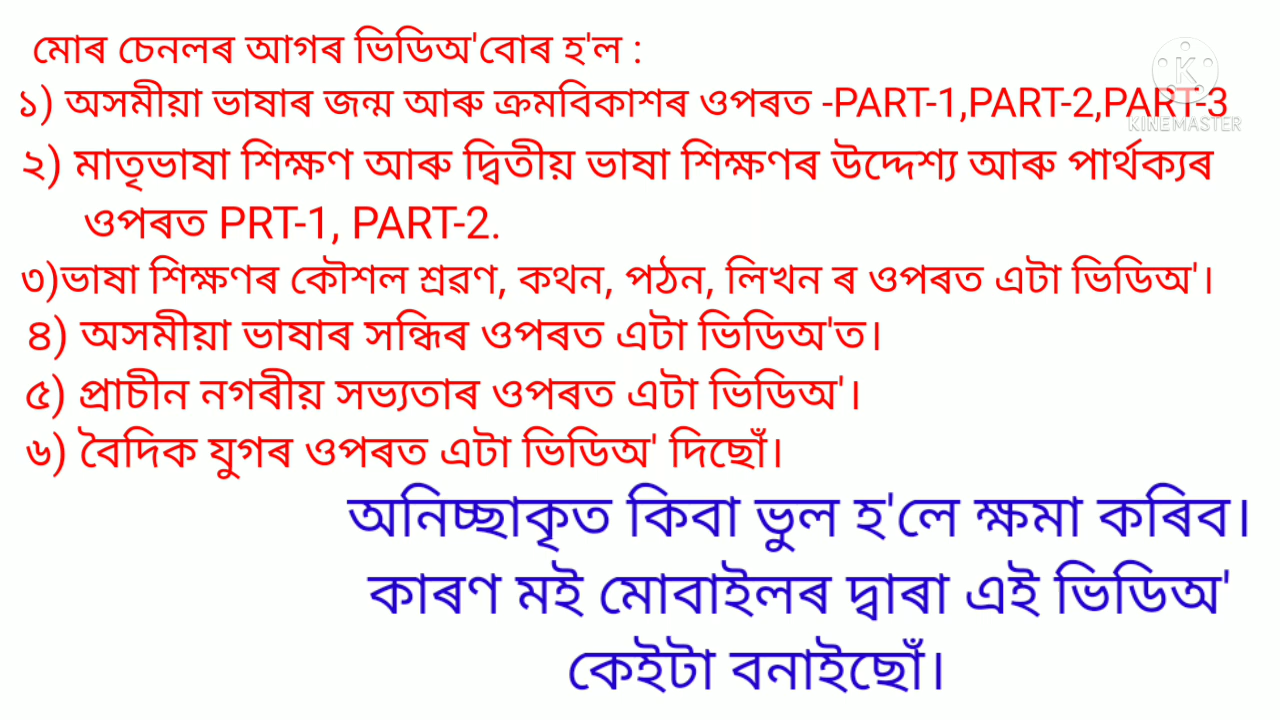 মোৰ চেনলৰ আগৰ ভিডিঅ'বোৰ হ'ল :
১) অসমীয়া ভাষাৰ জন্ম আৰু ক্ৰমবিকাশৰ ওপৰত -PART-1,PART-2,PART-3
KINEMASTER
২) মাতৃভাষা শিক্ষণ আৰু দ্বিতীয় ভাষা শিক্ষণৰ উদ্দেশ্য আৰু পাৰ্থক্যৰ
ওপৰত PRT-1, PART-2.
৩)ভাষা শিক্ষণৰ কৌশল শ্ৰৱণ, কথন, পঠন, লিখন ৰ ওপৰত এটা ভিডিঅ'।
৪) অসমীয়া ভাষাৰ সন্ধিৰ ওপৰত এটা ভিডিঅ'ত।
৫) প্ৰাচীন নগৰীয় সভ্যতাৰ ওপৰত এটা ভিডিঅ'।
৬) বৈদিক যুগৰ ওপৰত এটা ভিডিঅ' দিছোঁ।
অনিচ্ছাকৃত কিবা ভুল হ'লে ক্ষমা কৰিব।
কাৰণ মই মোবাইলৰ দ্বাৰা এই ভিডিঅ'
কেইটা বনাইছোঁ।